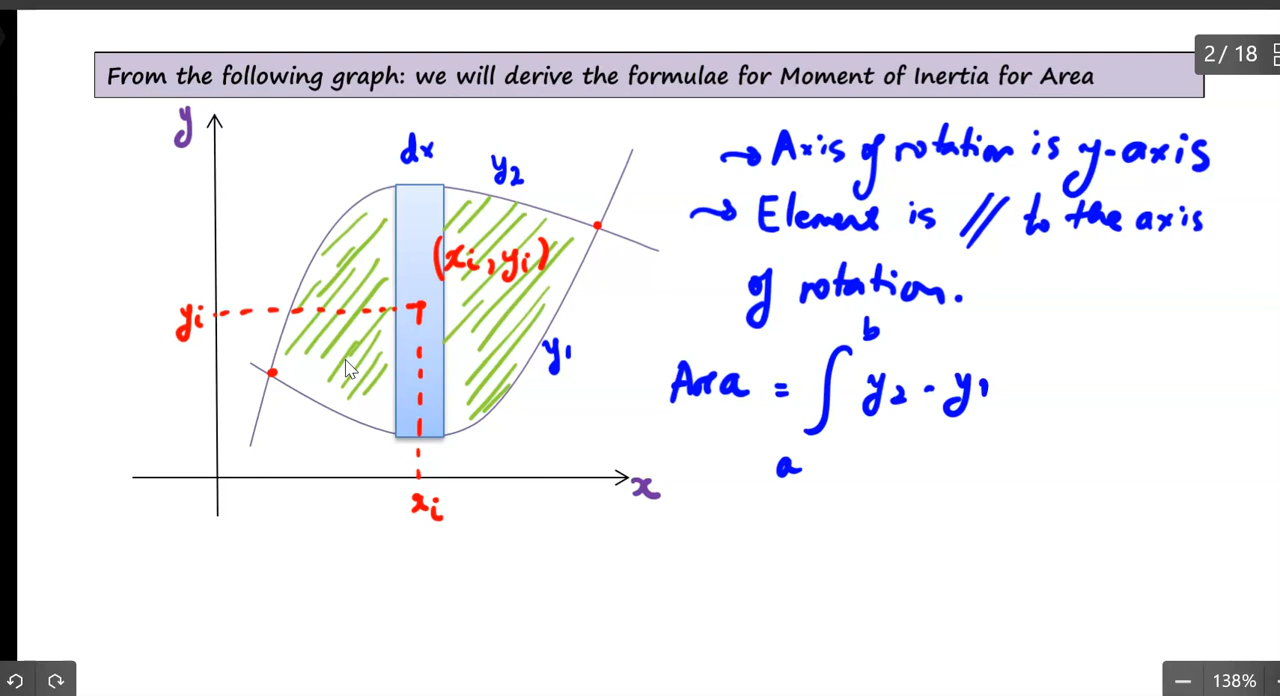 2 / 18
From the following graph: we will derive the formulae for Moment of Inertia for Area
y
dx
y2
→ Axis of rotation is y-axis
→ Element is // to the axis
of rotation.
(xi, yi)
yi
y1
Area = ∫ab y2 - y1
x
xi
138%